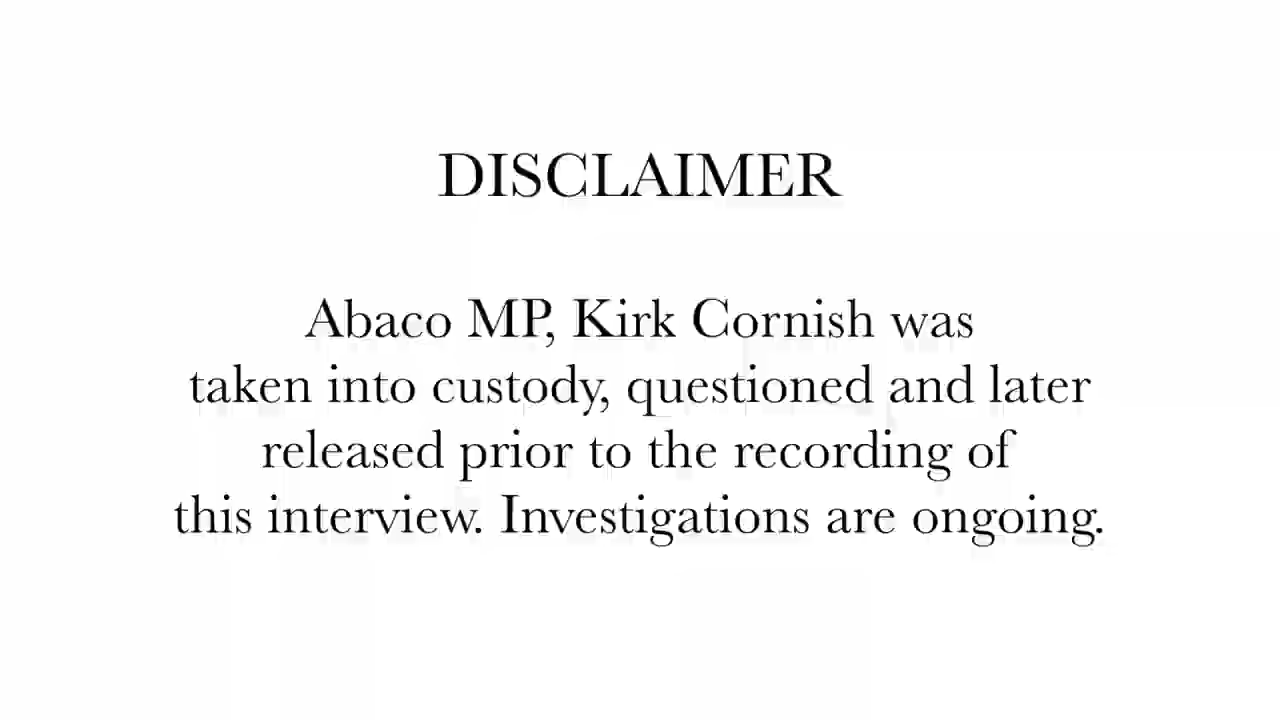 DISCLAIMER
Abaco MP, Kirk Cornish was
taken into custody, questioned and later
released prior to the recording of
this interview. Investigations are ongoing.